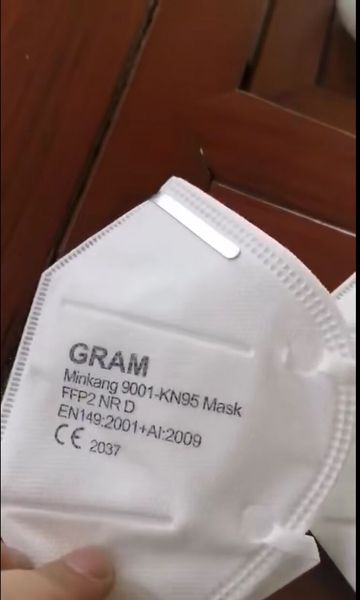 GRAM
Minkang 9001-KN95 Mask
FFP2 NR D
EN149:2001+AI:2009
CE 2037